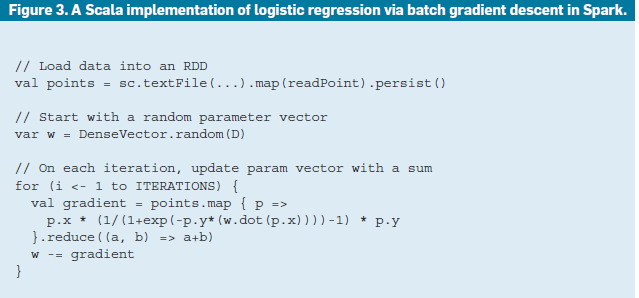 Figure 3. A Scala implementation of logistic regression via batch gradient descent in Spark.
// Load data into an RDD
val points = sc.textFile(...).map(readPoint).persist()
// Start with a random parameter vector
var w = DenseVector.random(D)
// On each iteration, update param vector with a sum
for (i <- 1 to ITERATIONS) {
  val gradient = points.map { p =>
    p.x * (1/(1+exp(-p.y*(w.dot(p.x))))-1) * p.y
  }.reduce((a, b) => a+b)
  w -= gradient
}